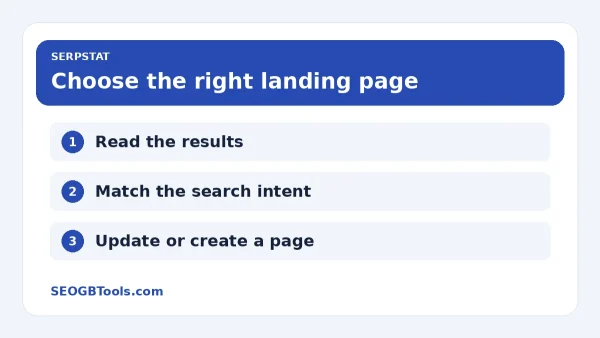 SERPSTAT
Choose the right landing page
1 Read the results
2 Match the search intent
3 Update or create a page
SEOGBTools.com